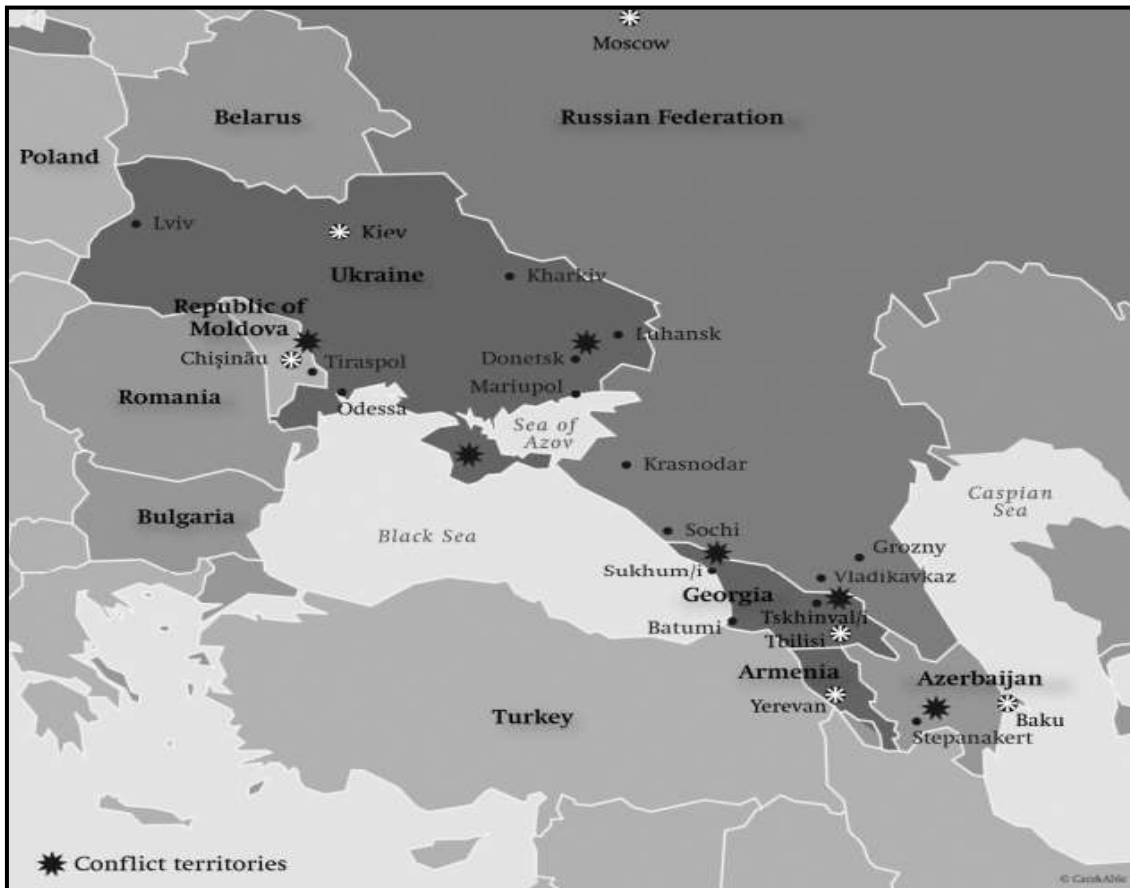 Moscow
Belarus
Russian Federation
Poland
Lviv
Kiev
Ukraine
Kharkiv
Republic of
Moldova
Luhansk
Chișinău
Tiraspol
Donetsk
Romania
Mariupol
Odessa
Sea of
Azov
Krasnodar
Caspian
Sea
Bulgaria
Black Sea
Sochi
Grozny
Sukhum/i
Vladikavkaz
Georgia
Tskhinval/i
Batumi
Tbilisi
Armenia
Azerbaijan
Yerevan
Turkey
Baku
Stepanakert
Conflict territories